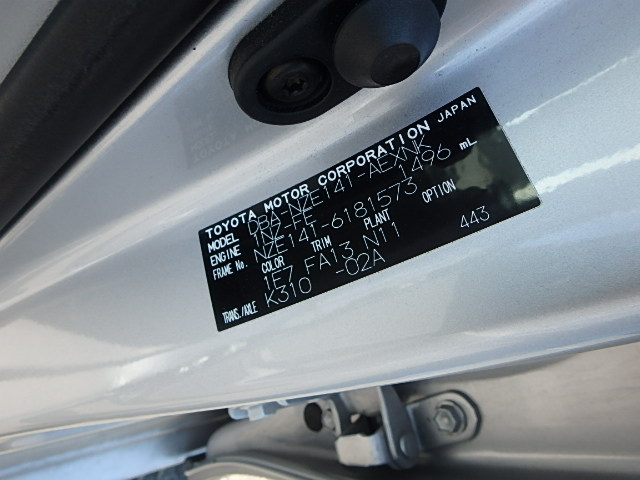 TOYOTA MOTOR CORPORATION JAPAN
MODEL DBA-NZE141-AEXNK
ENGINE 1NZ-FE 1496 mL
FRAME No. NZE141-6181573
COLOR TRIM PLANT OPTION
1F7 FA13 N11 443
TRANS./AXLE K310 -02A